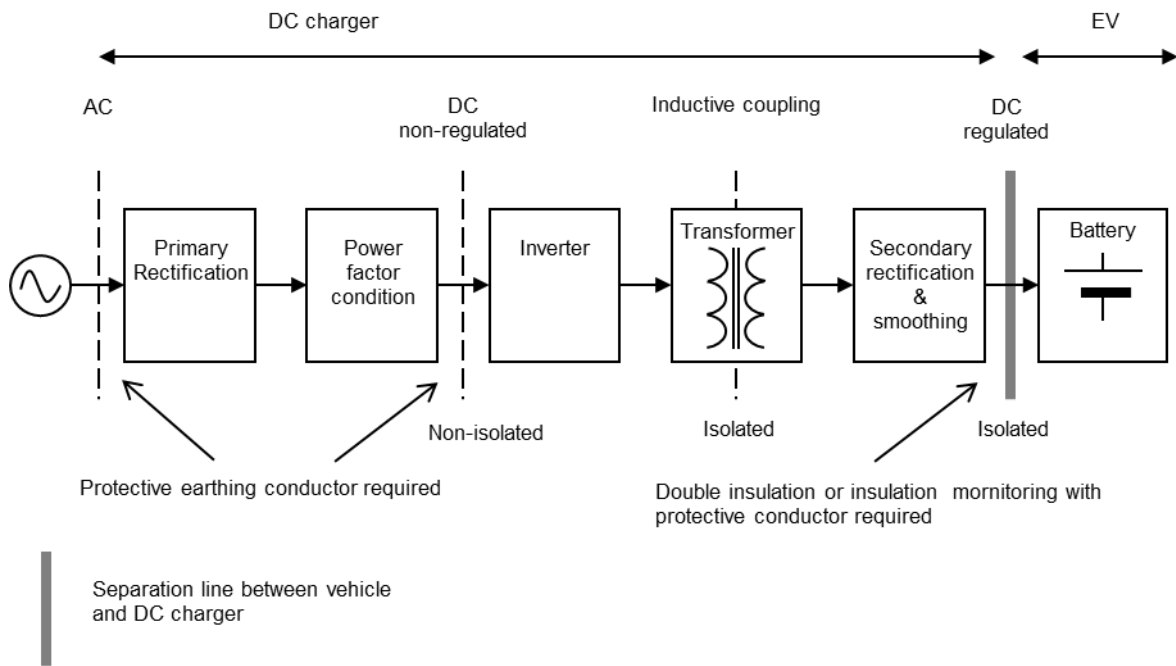 DC charger
EV
AC
DC
non-regulated
Inductive coupling
DC
regulated
Primary
Rectification
Power
factor
condition
Inverter
Transformer
Secondary
rectification
&
smoothing
Battery
Non-isolated
Isolated
Isolated
Protective earthing conductor required
Double insulation or insulation mornitoring with
protective conductor required
Separation line between vehicle
and DC charger